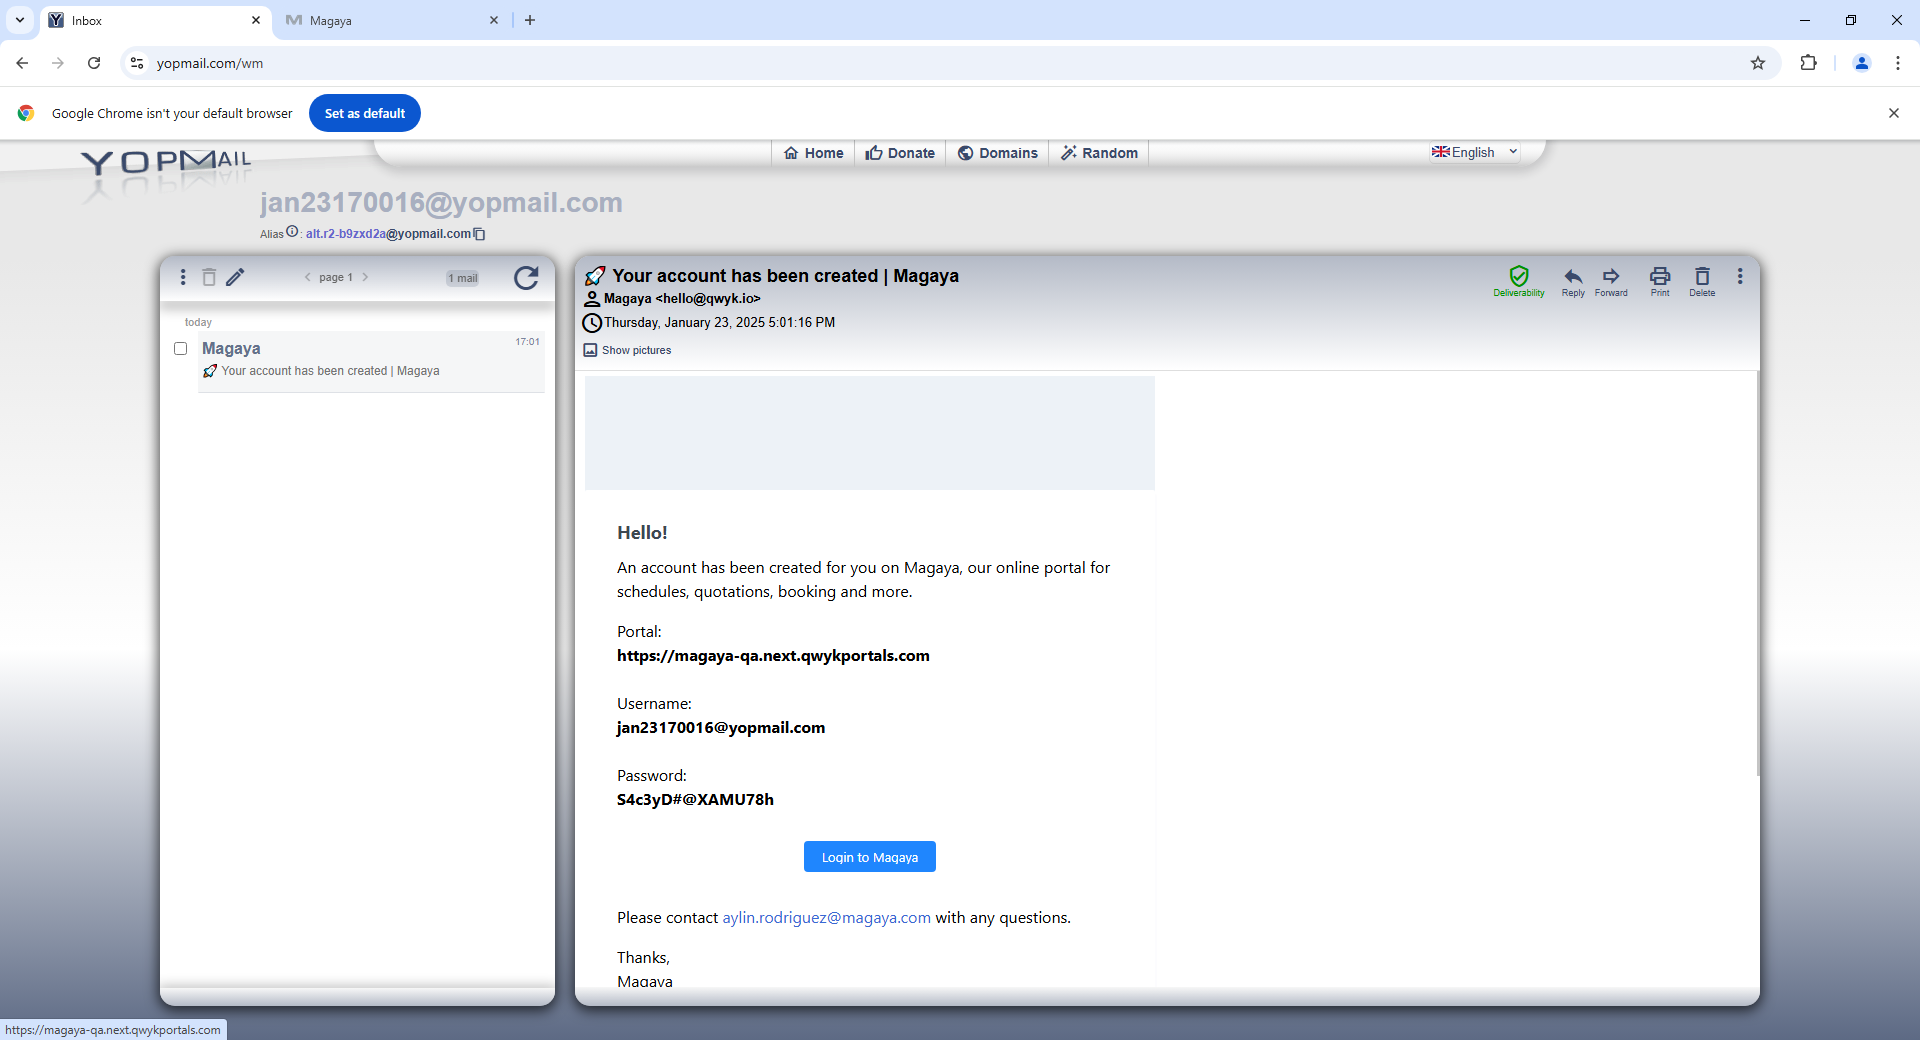 Inbox
Magaya
yopmail.com/wm
Google Chrome isn't your default browser
Set as default
YOPMAIL
Home
Donate
Domains
Random
English
jan23170016@yopmail.com
Alias : alt.r2-b9zxd2a@yopmail.com
page 1
1 mail
today
Magaya
17:01
🚀 Your account has been created | Magaya
🚀 Your account has been created | Magaya
Magaya <hello@qwyk.io>
Thursday, January 23, 2025 5:01:16 PM
Show pictures
Deliverability
Reply
Forward
Print
Delete
Hello!
An account has been created for you on Magaya, our online portal for
schedules, quotations, booking and more.
Portal:
https://magaya-qa.next.qwykportals.com
Username:
jan23170016@yopmail.com
Password:
S4c3yD#@XAMU78h
Login to Magaya
Please contact aylin.rodriguez@magaya.com with any questions.
Thanks,
Magaya
https://magaya-qa.next.qwykportals.com